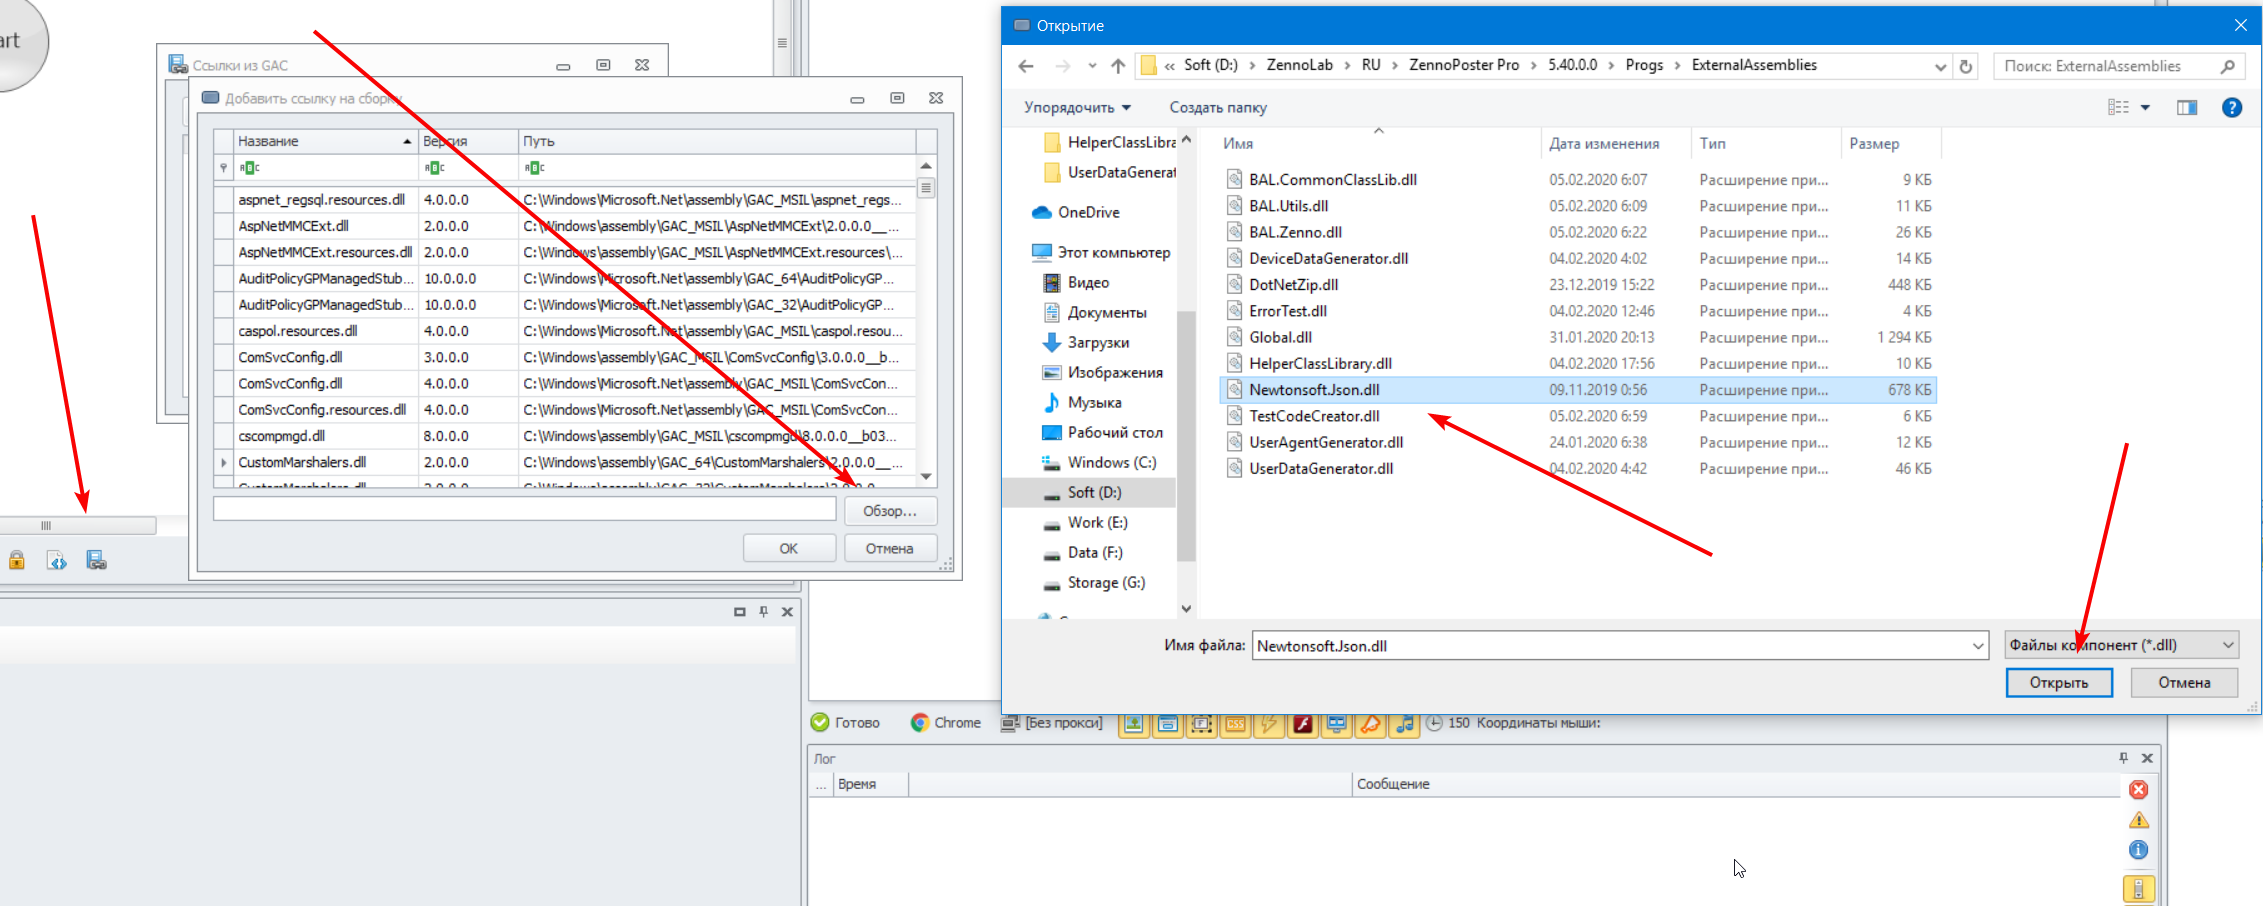 art
Ссылки из GAC
Добавить ссылку на сборку
Название Версия Путь
aspnet_regsql.resources.dll 4.0.0.0 C:\Windows\Microsoft.Net\assembly\GAC_MSIL\aspnet_regs...
AspNetMMCExt.dll 2.0.0.0 C:\Windows\assembly\GAC_MSIL\AspNetMMCExt\2.0.0.0__...
AspNetMMCExt.resources.dll 2.0.0.0 C:\Windows\assembly\GAC_MSIL\AspNetMMCExt.resources\...
AuditPolicyGPManagedStub... 10.0.0.0 C:\Windows\Microsoft.Net\assembly\GAC_64\AuditPolicyGP...
AuditPolicyGPManagedStub... 10.0.0.0 C:\Windows\Microsoft.Net\assembly\GAC_32\AuditPolicyGP...
caspol.resources.dll 4.0.0.0 C:\Windows\Microsoft.Net\assembly\GAC_MSIL\caspol.resou...
ComSvcConfig.dll 3.0.0.0 C:\Windows\assembly\GAC_MSIL\ComSvcConfig\3.0.0.0__b...
ComSvcConfig.dll 4.0.0.0 C:\Windows\Microsoft.Net\assembly\GAC_MSIL\ComSvcCon...
ComSvcConfig.resources.dll 4.0.0.0 C:\Windows\Microsoft.Net\assembly\GAC_MSIL\ComSvcCon...
cscompmgd.dll 8.0.0.0 C:\Windows\assembly\GAC_MSIL\cscompmgd\8.0.0.0__b03...
CustomMarshalers.dll 2.0.0.0 C:\Windows\assembly\GAC_64\CustomMarshalers\2.0.0.0__...
CustomMarshalers.dll 2.0.0.0 C:\Windows\assembly\GAC_32\CustomMarshalers\2.0.0.0
Обзор...
OK Отмена
Открытие
« Soft (D:) › ZennoLab › RU › ZennoPoster Pro › 5.40.0.0 › Progs › ExternalAssemblies
Поиск: ExternalAssemblies
Упорядочить Создать папку
HelperClassLibra
UserDataGenerat
OneDrive
Этот компьютер
Видео
Документы
Загрузки
Изображения
Музыка
Рабочий стол
Windows (C:)
Soft (D:)
Work (E:)
Data (F:)
Storage (G:)
Имя Дата изменения Тип Размер
BAL.CommonClassLib.dll 05.02.2020 6:07 Расширение при... 9 КБ
BAL.Utils.dll 05.02.2020 6:09 Расширение при... 11 КБ
BAL.Zenno.dll 05.02.2020 6:22 Расширение при... 26 КБ
DeviceDataGenerator.dll 04.02.2020 4:02 Расширение при... 14 КБ
DotNetZip.dll 23.12.2019 15:22 Расширение при... 448 КБ
ErrorTest.dll 04.02.2020 12:46 Расширение при... 4 КБ
Global.dll 31.01.2020 20:13 Расширение при... 1 294 КБ
HelperClassLibrary.dll 04.02.2020 17:56 Расширение при... 10 КБ
Newtonsoft.Json.dll 09.11.2019 0:56 Расширение при... 678 КБ
TestCodeCreator.dll 05.02.2020 6:59 Расширение при... 6 КБ
UserAgentGenerator.dll 24.01.2020 6:38 Расширение при... 12 КБ
UserDataGenerator.dll 04.02.2020 4:42 Расширение при... 46 КБ
Имя файла: Newtonsoft.Json.dll Файлы компонент (*.dll)
Открыть Отмена
Готово Chrome [Без прокси] 150 Координаты мыши:
Лог
... Время Сообщение